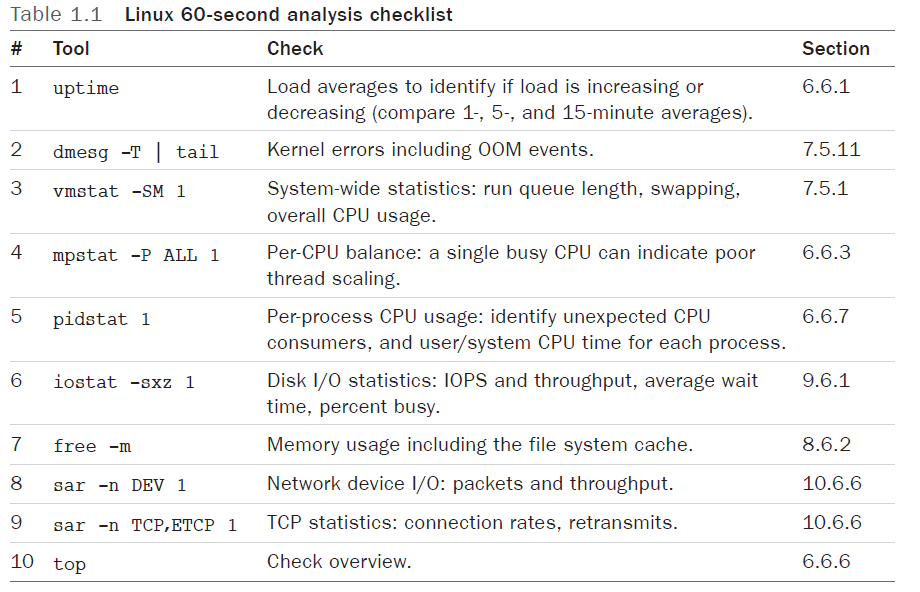 Table 1.1 Linux 60-second analysis checklist
# Tool Check Section
1 uptime Load averages to identify if load is increasing or 6.6.1
decreasing (compare 1-, 5-, and 15-minute averages).
2 dmesg -T | tail Kernel errors including OOM events. 7.5.11
3 vmstat -SM 1 System-wide statistics: run queue length, swapping, 7.5.1
overall CPU usage.
4 mpstat -P ALL 1 Per-CPU balance: a single busy CPU can indicate poor 6.6.3
thread scaling.
5 pidstat 1 Per-process CPU usage: identify unexpected CPU 6.6.7
consumers, and user/system CPU time for each process.
6 iostat -sxz 1 Disk I/O statistics: IOPS and throughput, average wait 9.6.1
time, percent busy.
7 free -m Memory usage including the file system cache. 8.6.2
8 sar -n DEV 1 Network device I/O: packets and throughput. 10.6.6
9 sar -n TCP,ETCP 1 TCP statistics: connection rates, retransmits. 10.6.6
10 top Check overview. 6.6.6